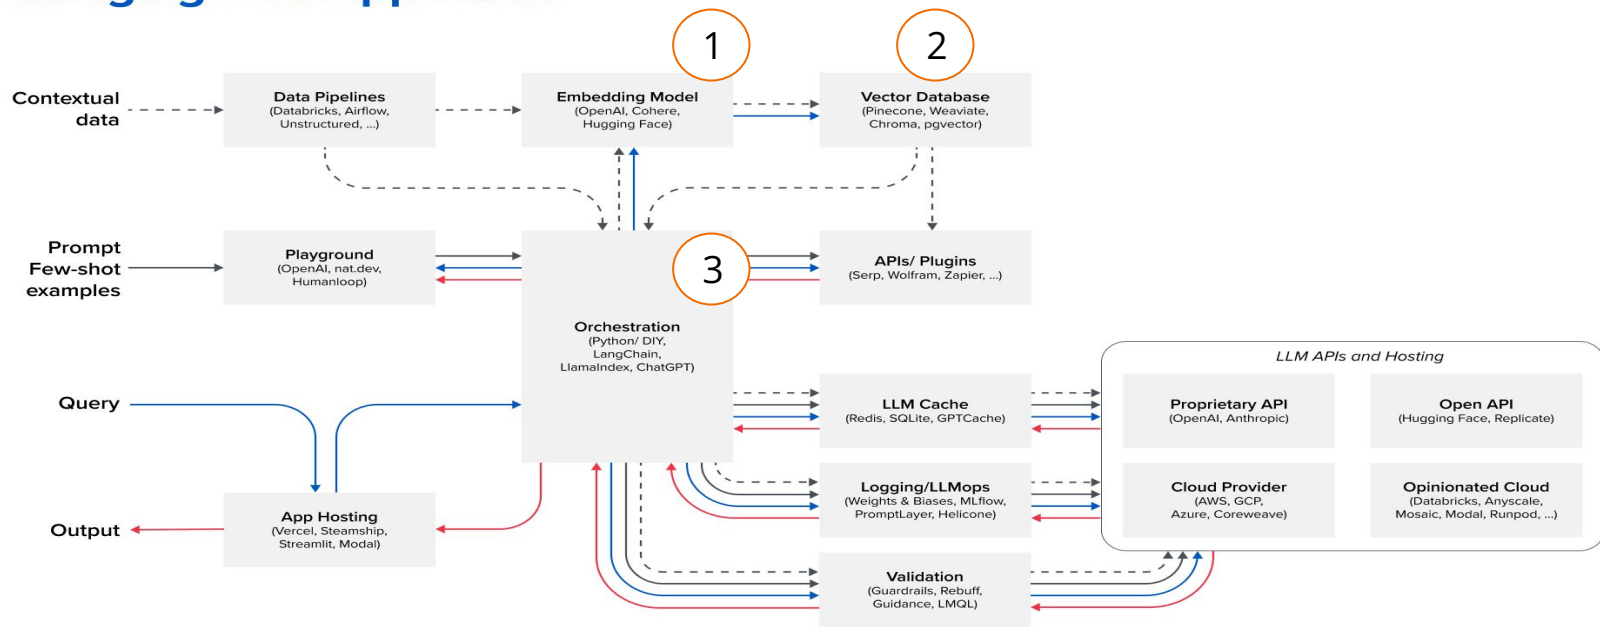 1
2
Contextual
data
Data Pipelines
(Databricks, Airflow,
Unstructured, ...)
Embedding Model
(OpenAI, Cohere,
Hugging Face)
Vector Database
(Pinecone, Weaviate,
Chroma, pgvector)
Prompt
Few-shot
examples
Playground
(OpenAI, nat.dev,
Humanloop)
3
Orchestration
(Python/ DIY,
LangChain,
LlamaIndex, ChatGPT)
APIs/ Plugins
(Serp, Wolfram, Zapier, ...)
Query
LLM Cache
(Redis, SQLite, GPTCache)
LLM APIs and Hosting
Proprietary API
(OpenAI, Anthropic)
Open API
(Hugging Face, Replicate)
Logging/LLMops
(Weights & Biases, MLflow,
PromptLayer, Helicone)
Cloud Provider
(AWS, GCP,
Azure, Coreweave)
Opinionated Cloud
(Databricks, Anyscale,
Mosaic, Modal, Runpod, ...)
Output
App Hosting
(Vercel, Steamship,
Streamlit, Modal)
Validation
(Guardrails, Rebuff,
Guidance, LMQL)